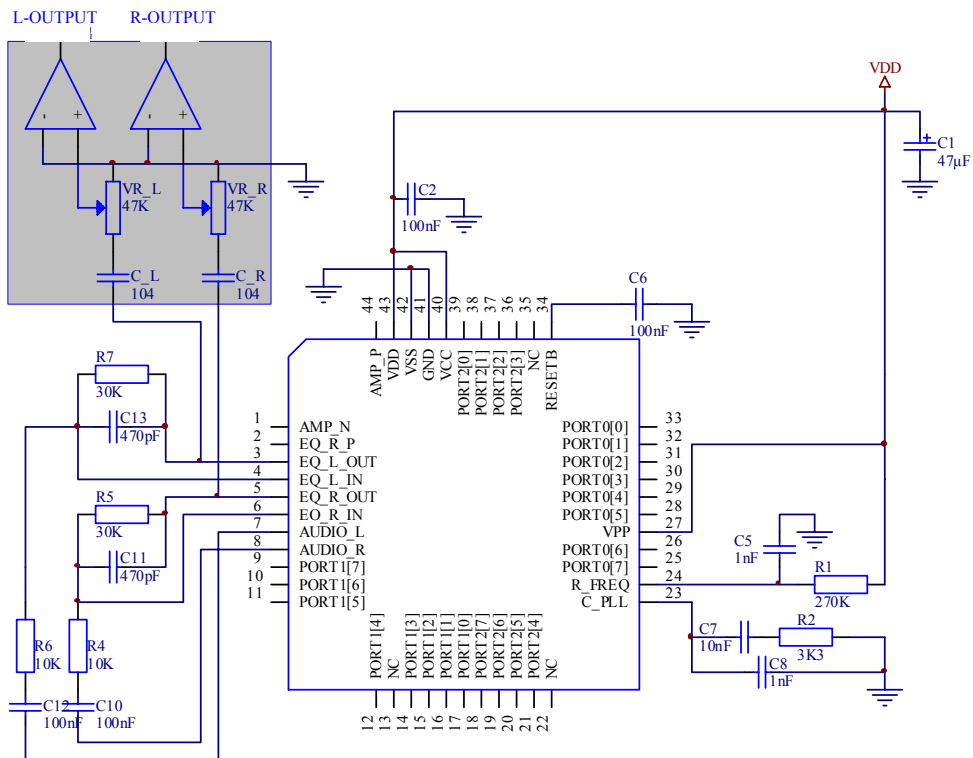 L-OUTPUT R-OUTPUT
VDD
C1
47µF
- + - +
VR_L
47K
VR_R
47K
C2
100nF
C_L
104
C_R
104
C6
100nF
44 43 42 41 40 39 38 37 36 35 34
AMP_P VDD VSS GND VCC PORT2[0] PORT2[1] PORT2[2] PORT2[3] NC RESETB
R7
30K
C13
470pF
R5
30K
C11
470pF
1 AMP_N
2 EQ_R_P
3 EQ_L_OUT
4 EQ_L_IN
5 EQ_R_OUT
6 EO_R_IN
7 AUDIO_L
8 AUDIO_R
9 PORT1[7]
10 PORT1[6]
11 PORT1[5]
PORT0[0] 33
PORT0[1] 32
PORT0[2] 31
PORT0[3] 30
PORT0[4] 29
PORT0[5] 28
VPP 27
PORT0[6] 26
PORT0[7] 25
R_FREQ 24
C_PLL 23
C5
1nF
R1
270K
C7
10nF
R2
3K3
C8
1nF
R6
10K
R4
10K
C12
100nF
C10
100nF
PORT1[4] NC PORT1[3] PORT1[2] PORT1[1] PORT1[0] PORT2[7] PORT2[6] PORT2[5] PORT2[4] NC
12 13 14 15 16 17 18 19 20 21 22